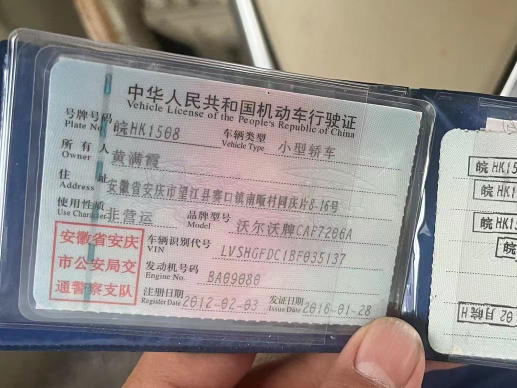 中华人民共和国机动车行驶证
Vehicle License of the People's Republic of China
号牌号码 皖HK1508 车辆类型 小型轿车
Plate No. Vehicle Type
所有人 黄满霞
Owner
住址 安徽省安庆市望江县赛口镇南畈村同庆片8-16号
Address
使用性质 非营运 品牌型号 沃尔沃牌CAF7206A
Use Character Model
安徽省安庆
市公安局交
通警察支队
车辆识别代号 LVSHGFDC1BF035137
VIN
发动机号码 BA09080
Engine No.
注册日期 2012-02-03 发证日期 2016-01-28
Register Date Issue Date
皖HK15
皖 HK1
皖 HK
皖
02月皖H